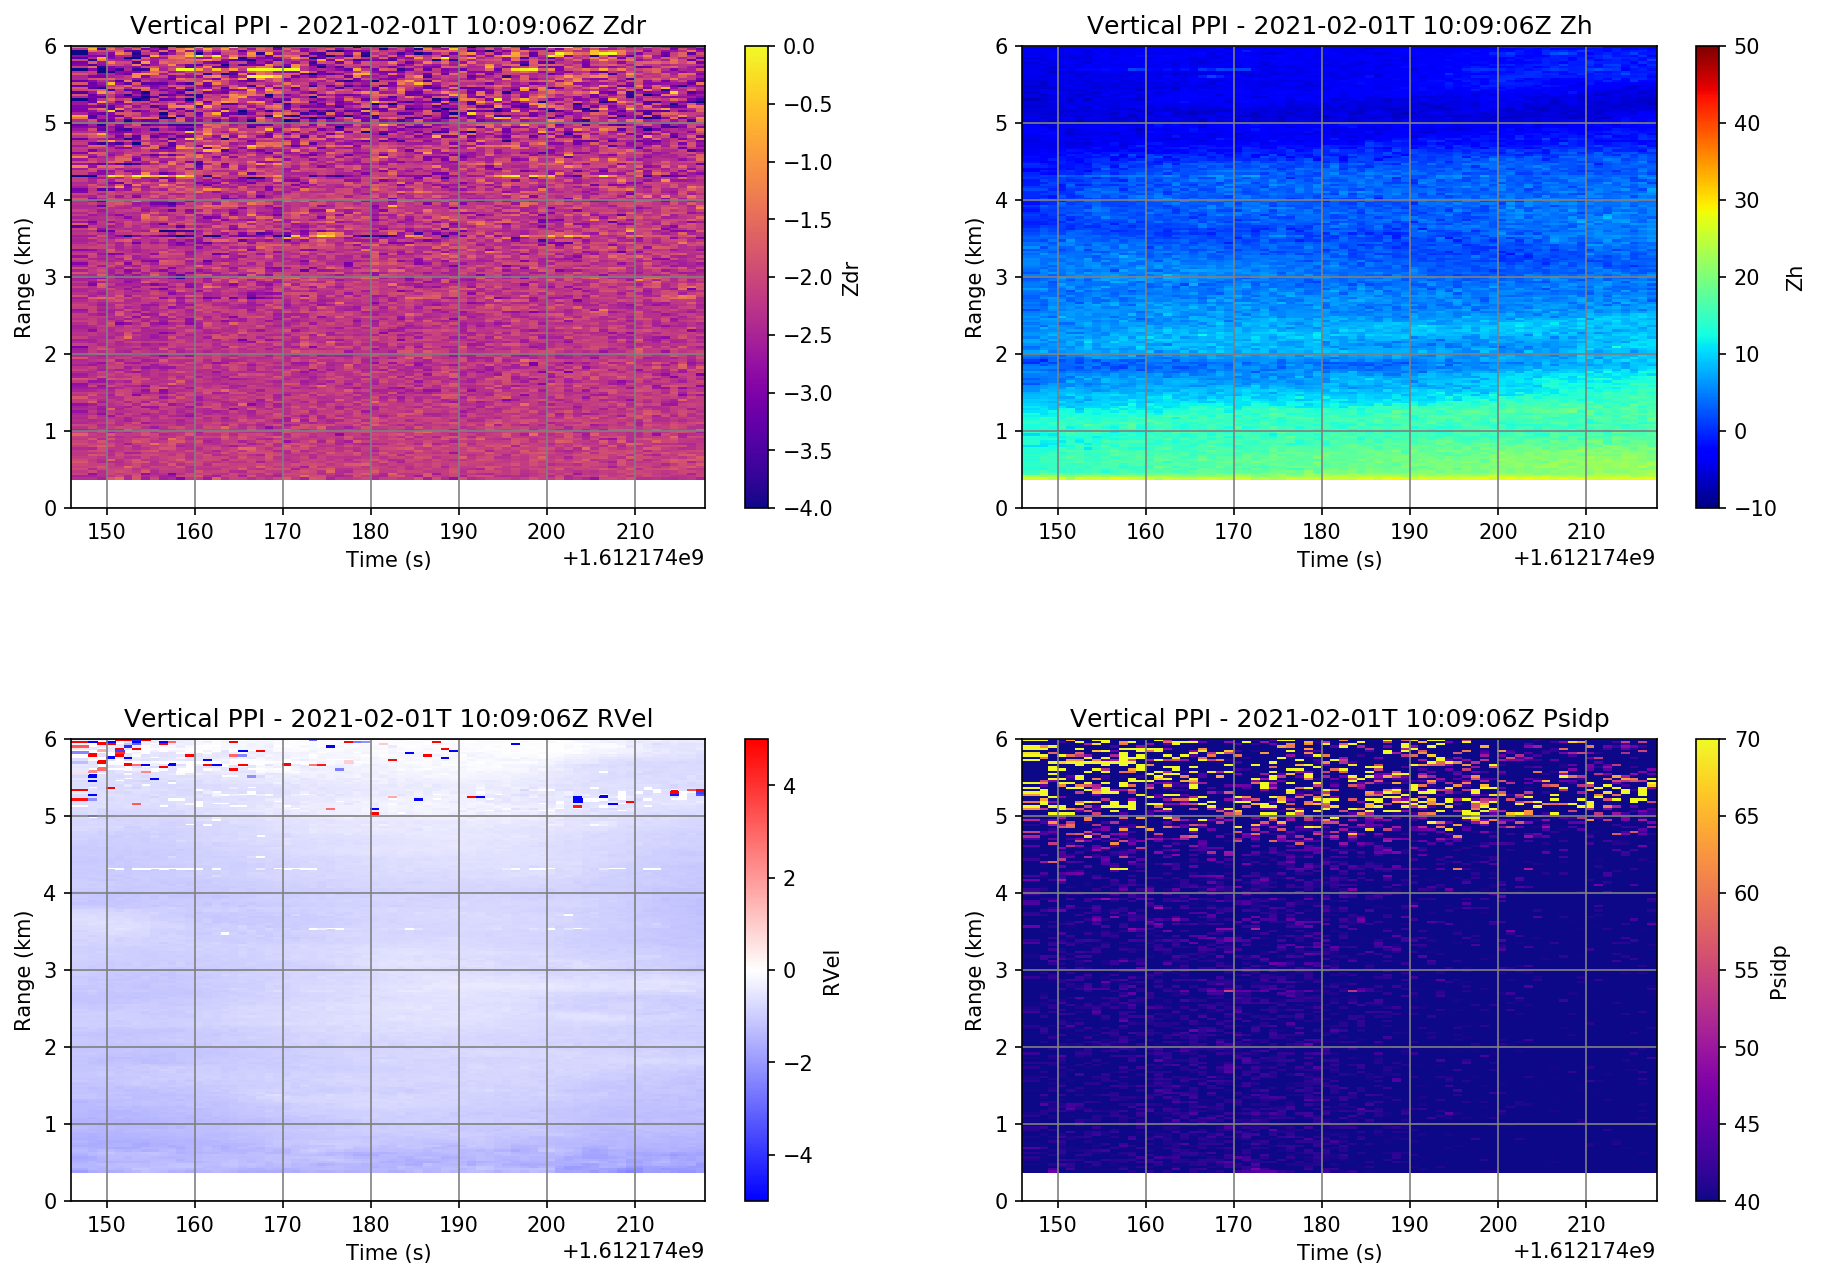 Vertical PPI - 2021-02-01T 10:09:06Z Zdr
6
5
4
3
2
1
0
Range (km)
150 160 170 180 190 200 210
Time (s)
+1.612174e9
0.0
−0.5
−1.0
−1.5
−2.0
−2.5
−3.0
−3.5
−4.0
Zdr
Vertical PPI - 2021-02-01T 10:09:06Z Zh
6
5
4
3
2
1
0
Range (km)
150 160 170 180 190 200 210
Time (s)
+1.612174e9
50
40
30
20
10
0
−10
Zh
Vertical PPI - 2021-02-01T 10:09:06Z RVel
6
5
4
3
2
1
0
Range (km)
150 160 170 180 190 200 210
Time (s)
+1.612174e9
4
2
0
−2
−4
RVel
Vertical PPI - 2021-02-01T 10:09:06Z Psidp
6
5
4
3
2
1
0
Range (km)
150 160 170 180 190 200 210
Time (s)
+1.612174e9
70
65
60
55
50
45
40
Psidp